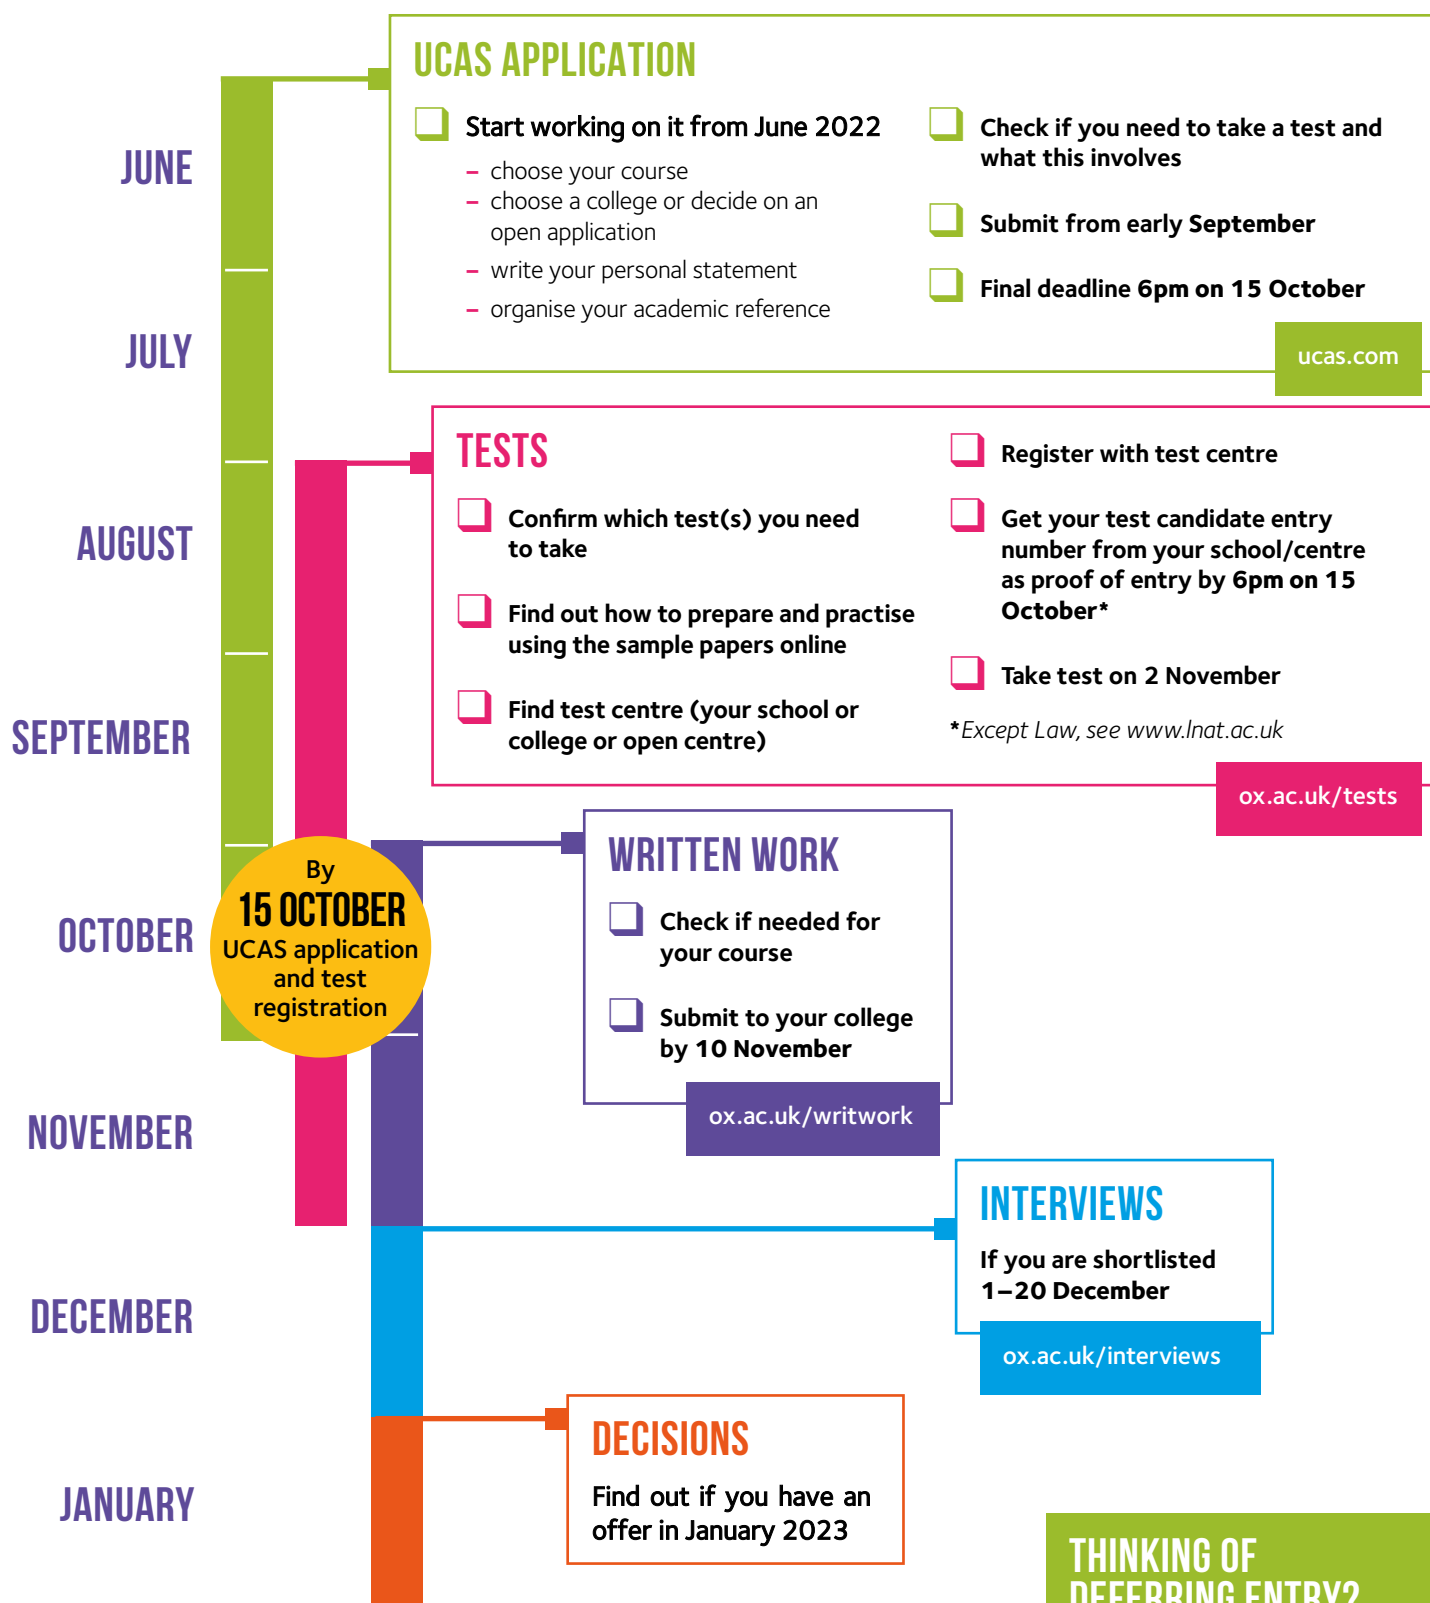 UCAS APPLICATION
Start working on it from June 2022
– choose your course
– choose a college or decide on an
open application
– write your personal statement
– organise your academic reference
Check if you need to take a test and
what this involves
Submit from early September
Final deadline 6pm on 15 October
ucas.com
JUNE
JULY
AUGUST
SEPTEMBER
OCTOBER
NOVEMBER
DECEMBER
JANUARY
TESTS
Confirm which test(s) you need
to take
Find out how to prepare and practise
using the sample papers online
Find test centre (your school or
college or open centre)
Register with test centre
Get your test candidate entry
number from your school/centre
as proof of entry by 6pm on 15
October*
Take test on 2 November
*Except Law, see www.lnat.ac.uk
ox.ac.uk/tests
By
15 OCTOBER
UCAS application
and test
registration
WRITTEN WORK
Check if needed for
your course
Submit to your college
by 10 November
ox.ac.uk/writwork
INTERVIEWS
If you are shortlisted
1–20 December
ox.ac.uk/interviews
DECISIONS
Find out if you have an
offer in January 2023
THINKING OF
DEFERRING ENTRY?